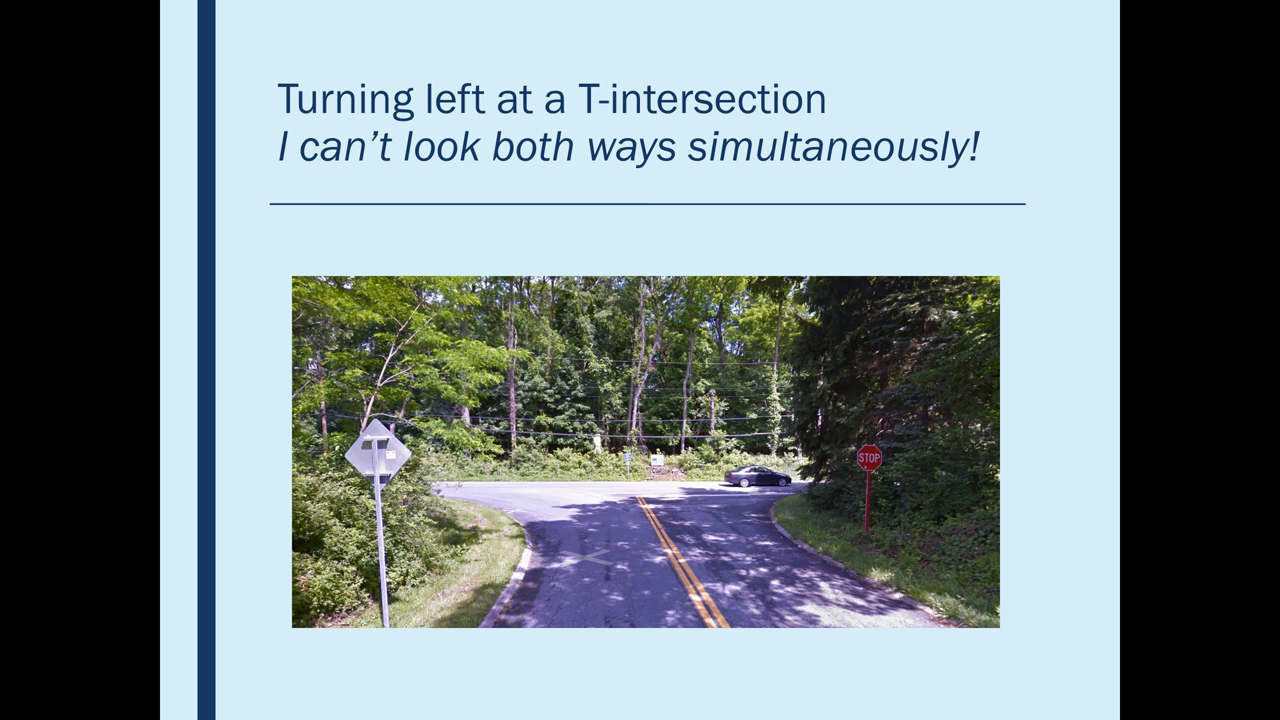 Turning left at a T-intersection
I can’t look both ways simultaneously!
STOP